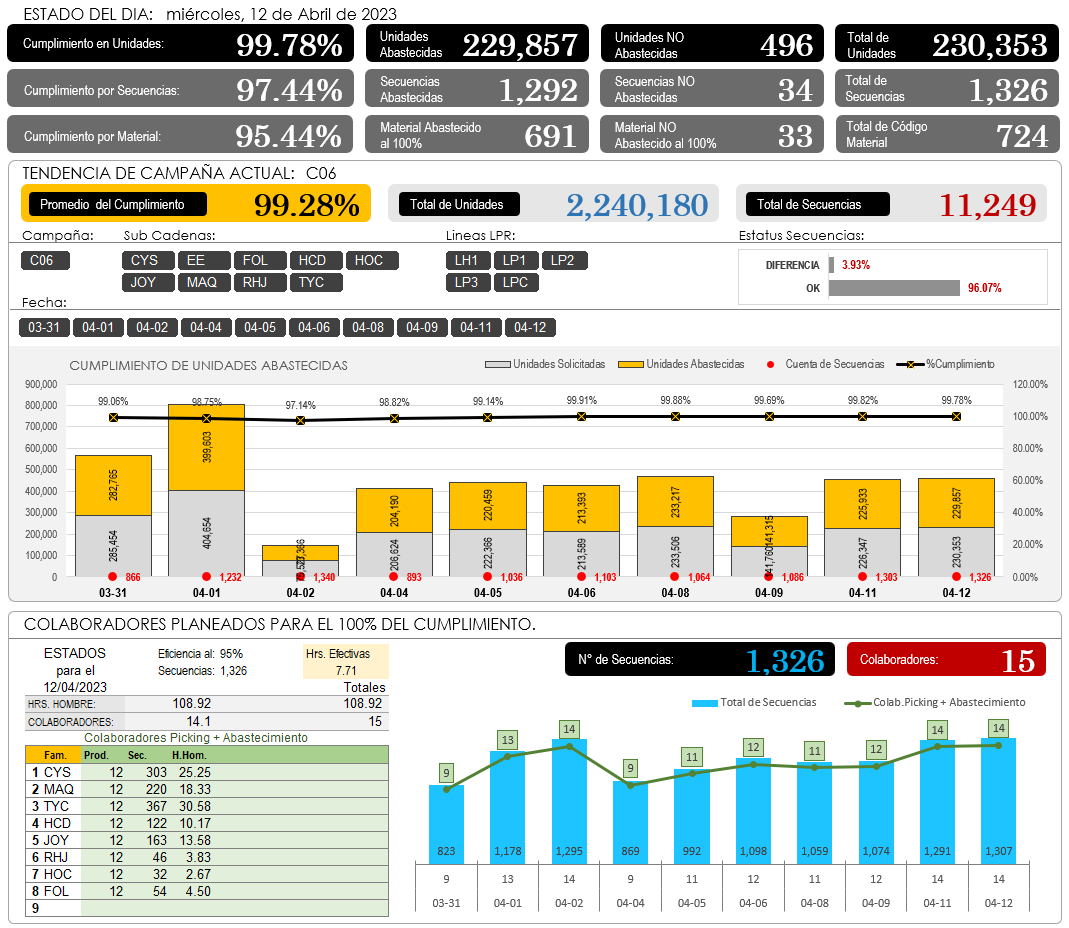 ESTADO DEL DIA: miércoles, 12 de Abril de 2023
Cumplimiento en Unidades: 99.78%
Unidades Abastecidas 229,857
Unidades NO Abastecidas 496
Total de Unidades 230,353
Cumplimiento por Secuencias: 97.44%
Secuencias Abastecidas 1,292
Secuencias NO Abastecidas 34
Total de Secuencias 1,326
Cumplimiento por Material: 95.44%
Material Abastecido al 100% 691
Material NO Abastecido al 100% 33
Total de Código Material 724
TENDENCIA DE CAMPAÑA ACTUAL: C06
Promedio del Cumplimiento 99.28%
Total de Unidades 2,240,180
Total de Secuencias 11,249
Campaña: Sub Cadenas: Lineas LPR: Estatus Secuencias:
C06 CYS EE FOL HCD HOC LH1 LP1 LP2
JOY MAQ RHJ TYC LP3 LPC
DIFERENCIA 3.93%
OK 96.07%
Fecha:
03-31 04-01 04-02 04-04 04-05 04-06 04-08 04-09 04-11 04-12
CUMPLIMIENTO DE UNIDADES ABASTECIDAS
Unidades Solicitadas Unidades Abastecidas Cuenta de Secuencias %Cumplimiento
900,000
800,000
700,000
600,000
500,000
400,000
300,000
200,000
100,000
0
120.00%
100.00%
80.00%
60.00%
40.00%
20.00%
0.00%
99.06% 98.75% 97.14% 98.82% 99.14% 99.91% 99.88% 99.69% 99.82% 99.78%
282,765 399,603 204,190 220,459 213,393 233,217 141,315 225,933 229,857
285,454 404,654 206,624 222,366 213,589 233,506 141,760 226,347 230,353
866 1,232 1,340 893 1,036 1,103 1,064 1,086 1,303 1,326
03-31 04-01 04-02 04-04 04-05 04-06 04-08 04-09 04-11 04-12
COLABORADORES PLANEADOS PARA EL 100% DEL CUMPLIMIENTO.
ESTADOS Eficiencia al: 95% Hrs. Efectivas
para el Secuencias: 1,326 7.71
12/04/2023 Totales
HRS. HOMBRE: 108.92 108.92
COLABORADORES: 14.1 15
Colaboradores Picking + Abastecimiento
Fam. Prod. Sec. H.Hom.
1 CYS 12 303 25.25
2 MAQ 12 220 18.33
3 TYC 12 367 30.58
4 HCD 12 122 10.17
5 JOY 12 163 13.58
6 RHJ 12 46 3.83
7 HOC 12 32 2.67
8 FOL 12 54 4.50
9
N° de Secuencias: 1,326
Colaboradores: 15
Total de Secuencias Colab.Picking + Abastecimiento
9 13 14 9 11 12 11 12 14 14
823 1,178 1,295 869 992 1,098 1,059 1,074 1,291 1,307
9 13 14 9 11 12 11 12 14 14
03-31 04-01 04-02 04-04 04-05 04-06 04-08 04-09 04-11 04-12